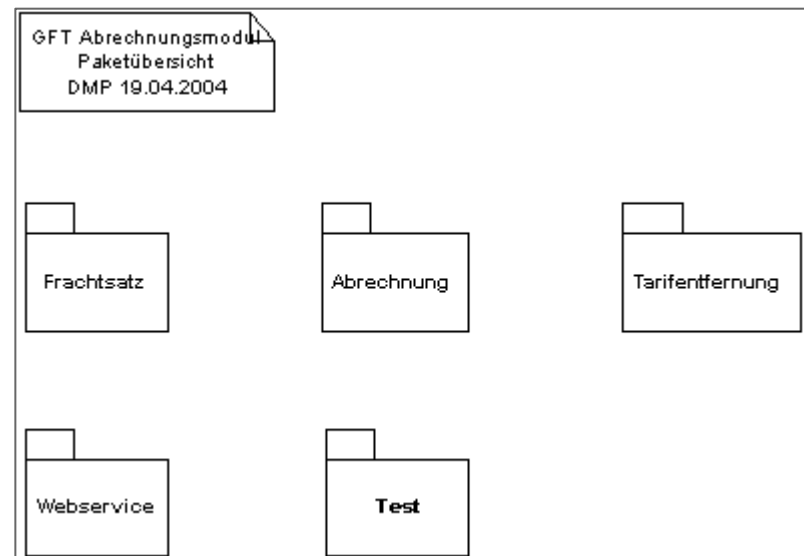 GFT Abrechnungsmodul
Paketübersicht
DMP 19.04.2004
Frachtsatz
Abrechnung
Tarifentfernung
Webservice
Test